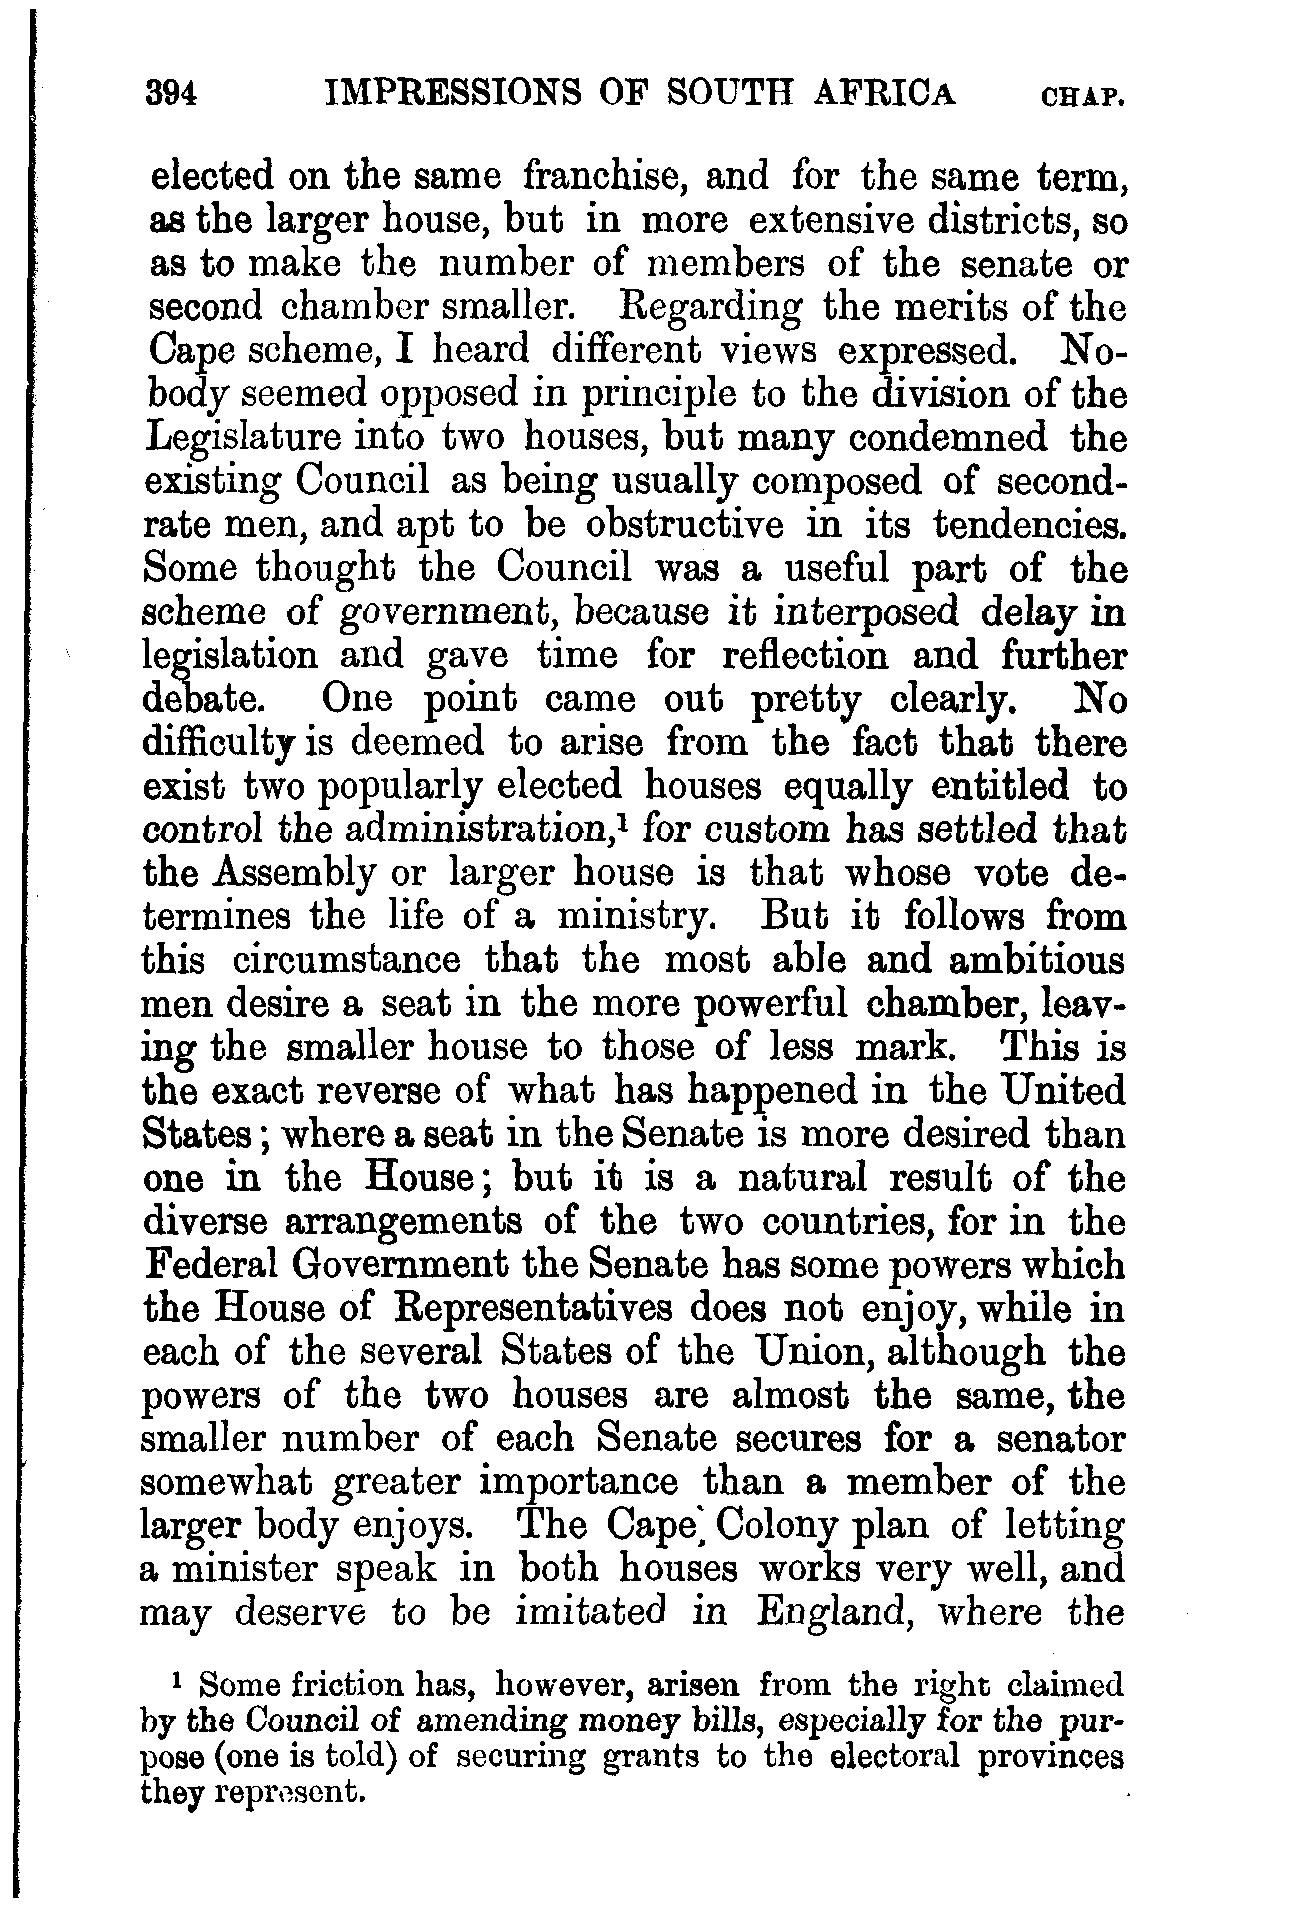 394 IMPRESSIONS OF SOUTH AFRICA CHAP.
elected on the same franchise, and for the same term,
as the larger house, but in more extensive districts, so
as to make the number of members of the senate or
second chamber smaller. Regarding the merits of the
Cape scheme, I heard different views expressed. No-
body seemed opposed in principle to the division of the
Legislature into two houses, but many condemned the
existing Council as being usually composed of second-
rate men, and apt to be obstructive in its tendencies.
Some thought the Council was a useful part of the
scheme of government, because it interposed delay in
legislation and gave time for reflection and further
debate. One point came out pretty clearly. No
difficulty is deemed to arise from the fact that there
exist two popularly elected houses equally entitled to
control the administration,¹ for custom has settled that
the Assembly or larger house is that whose vote de-
termines the life of a ministry. But it follows from
this circumstance that the most able and ambitious
men desire a seat in the more powerful chamber, leav-
ing the smaller house to those of less mark. This is
the exact reverse of what has happened in the United
States; where a seat in the Senate is more desired than
one in the House; but it is a natural result of the
diverse arrangements of the two countries, for in the
Federal Government the Senate has some powers which
the House of Representatives does not enjoy, while in
each of the several States of the Union, although the
powers of the two houses are almost the same, the
smaller number of each Senate secures for a senator
somewhat greater importance than a member of the
larger body enjoys. The Cape Colony plan of letting
a minister speak in both houses works very well, and
may deserve to be imitated in England, where the
¹ Some friction has, however, arisen from the right claimed
by the Council of amending money bills, especially for the pur-
pose (one is told) of securing grants to the electoral provinces
they represent.